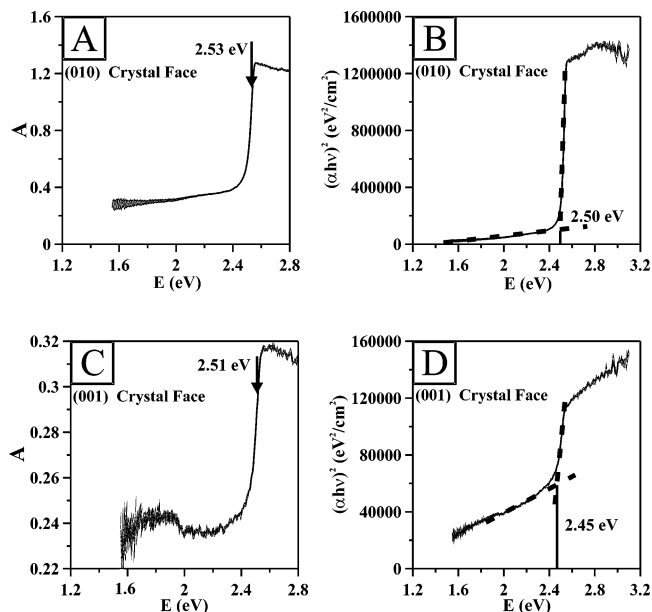 A
2.53 eV
(010) Crystal Face
A
1.6
1.2
0.8
0.4
0
1.2 1.6 2 2.4 2.8
E (eV)
B
(010) Crystal Face
(αhν)² (eV²/cm²)
1600000
1200000
800000
400000
0
2.50 eV
1.2 1.6 2 2.4 2.8 3.2
E (eV)
C
2.51 eV
(001) Crystal Face
A
0.32
0.3
0.28
0.26
0.24
0.22
1.2 1.6 2 2.4 2.8
E (eV)
D
(001) Crystal Face
(αhν)² (eV²/cm²)
160000
120000
80000
40000
0
2.45 eV
1.2 1.6 2 2.4 2.8 3.2
E (eV)